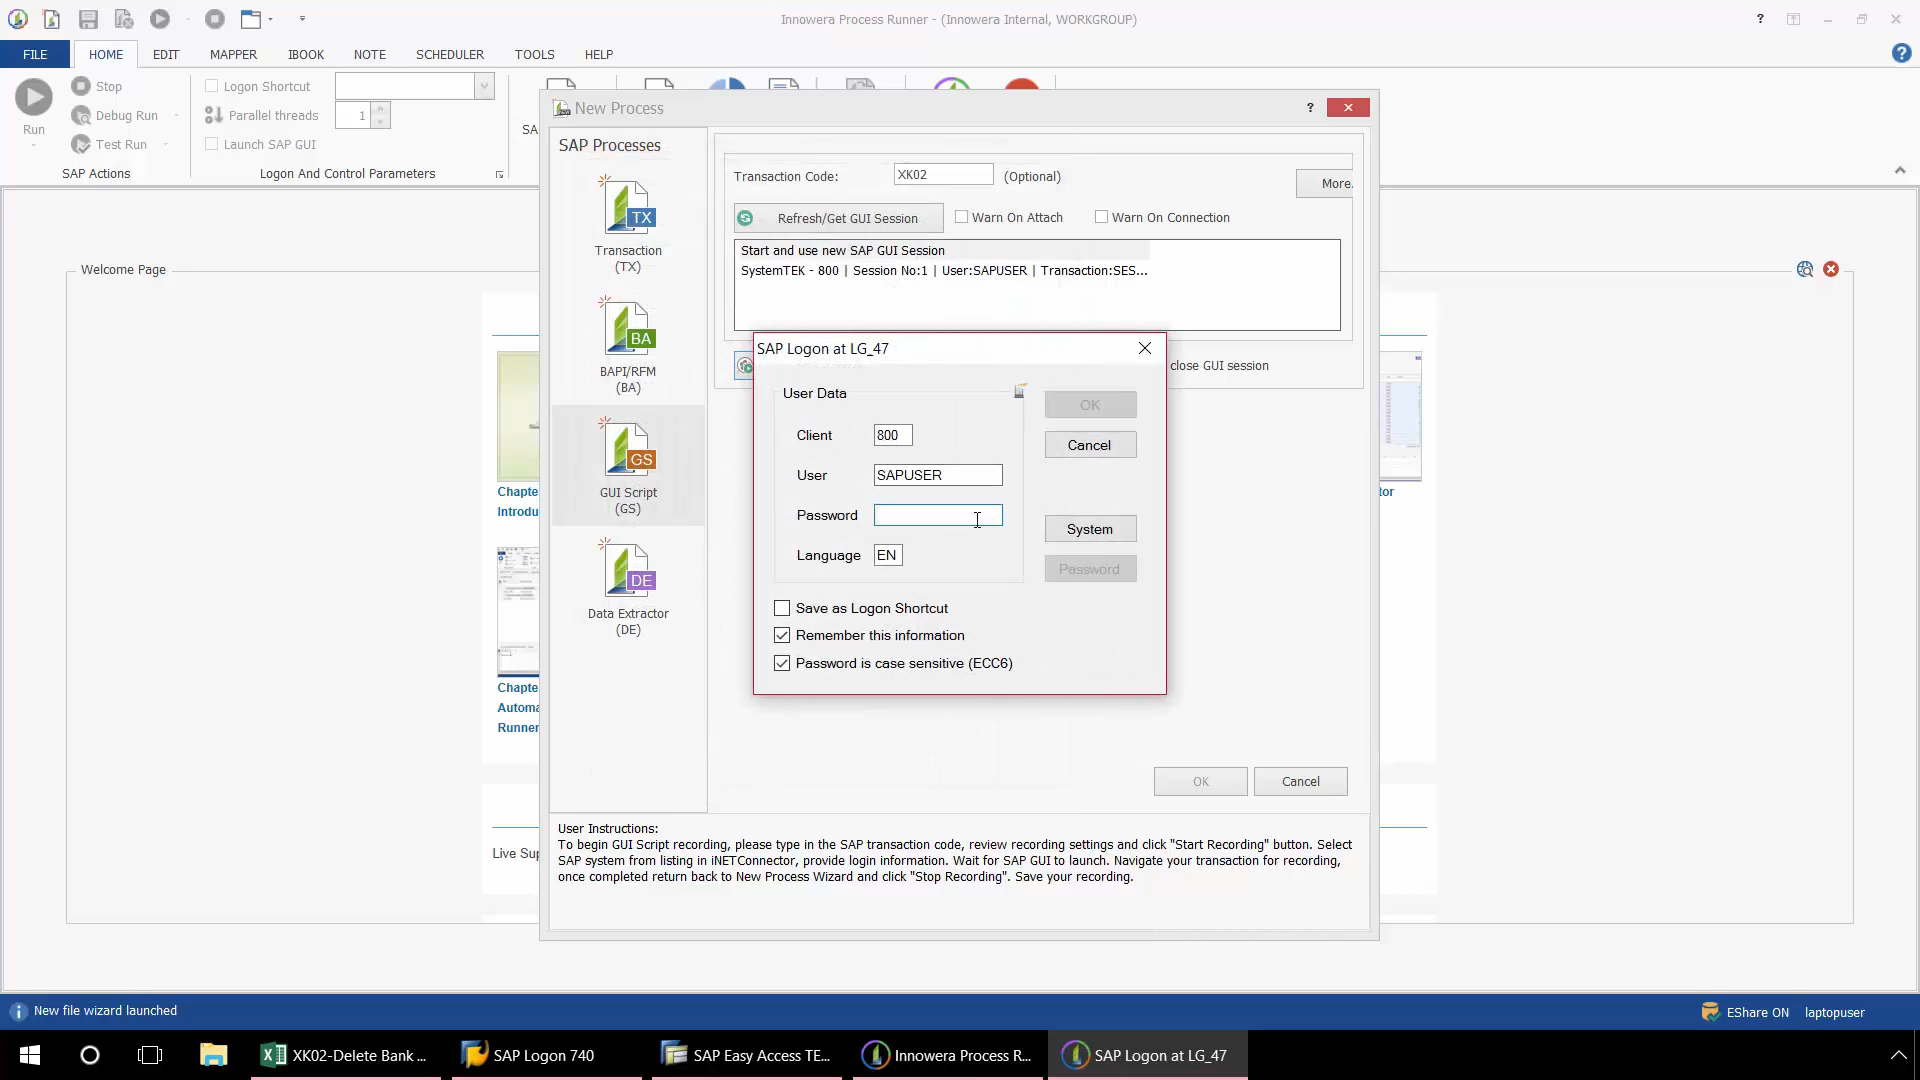 Innowera Process Runner - (Innowera Internal, WORKGROUP)
?
FILE HOME EDIT MAPPER IBOOK NOTE SCHEDULER TOOLS HELP
?
Run
Stop
Debug Run
Test Run
SAP Actions
Logon Shortcut
Parallel threads 1
Launch SAP GUI
Logon And Control Parameters
SA
New Process
?
SAP Processes
TX
Transaction
(TX)
BA
BAPI/RFM
(BA)
GS
GUI Script
(GS)
DE
Data Extractor
(DE)
Transaction Code: XK02 (Optional)
More.
Refresh/Get GUI Session Warn On Attach Warn On Connection
Start and use new SAP GUI Session
SystemTEK - 800 | Session No:1 | User:SAPUSER | Transaction:SES...
close GUI session
SAP Logon at LG_47
User Data
Client 800
User SAPUSER
Password
Language EN
OK
Cancel
System
Password
Save as Logon Shortcut
Remember this information
Password is case sensitive (ECC6)
OK Cancel
User Instructions:
To begin GUI Script recording, please type in the SAP transaction code, review recording settings and click "Start Recording" button. Select
SAP system from listing in iNETConnector, provide login information. Wait for SAP GUI to launch. Navigate your transaction for recording,
once completed return back to New Process Wizard and click "Stop Recording". Save your recording.
Welcome Page
Chapte
Introdu
Chapte
Automa
Runner
tor
Live Sup
New file wizard launched
EShare ON laptopuser
XK02-Delete Bank ...
SAP Logon 740
SAP Easy Access TE...
Innowera Process R...
SAP Logon at LG_47